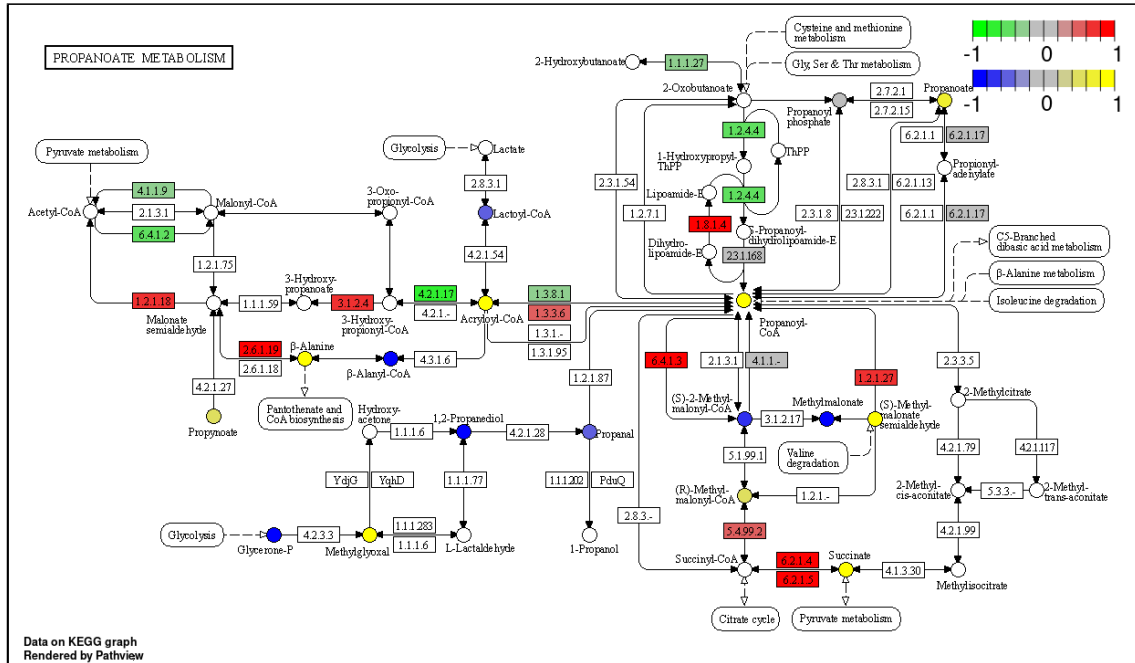 PROPANOATE METABOLISM
Cysteine and methionine
metabolism
Gly, Ser & Thr metabolism
-1 0 1
-1 0 1
2-Hydroxybutanoate
1.1.1.27
2-Oxobutanoate
Propanoyl
phosphate
2.7.2.1
2.7.2.15
Propanoate
6.2.1.1
6.2.1.17
Propionyl-
adenylate
1.2.4.4
1-Hydroxypropyl-
ThPP
ThPP
2.3.1.54
1.2.7.1
Lipoamide-E
1.2.4.4
1.8.1.4
Dihydro-
lipoamide-E
S-Propanoyl-
dihydrolipoamide-E
2.3.1.168
2.3.1.8
2.3.1.222
2.8.3.1
6.2.1.13
6.2.1.1
6.2.1.17
C5-Branched
dibasic acid metabolism
β-Alanine metabolism
Isoleucine degradation
Pyruvate metabolism
Glycolysis
Lactate
2.8.3.1
Lactoyl-CoA
4.2.1.54
4.1.1.9
Acetyl-CoA
2.1.3.1
Malonyl-CoA
6.4.1.2
3-Oxo-
propionyl-CoA
1.2.1.75
1.2.1.18
Malonate
semialdehyde
1.1.1.59
3-Hydroxy-
propanoate
3.1.2.4
3-Hydroxy-
propionyl-CoA
4.2.1.17
4.2.1.-
Acryloyl-CoA
1.3.8.1
1.3.3.6
1.3.1.-
1.3.1.95
Propanoyl-
CoA
2.6.1.19
2.6.1.18
β-Alanine
4.3.1.6
β-Alanyl-CoA
4.2.1.27
Propynoate
Pantothenate and
CoA biosynthesis
1.2.1.87
6.4.1.3
2.1.3.1
4.1.1.-
1.2.1.27
2.3.3.5
Hydroxy-
acetone
1.1.1.6
1,2-Propanediol
4.2.1.28
Propanal
(S)-2-Methyl-
malonyl-CoA
3.1.2.17
Methylmalonate
(S)-Methyl-
malonate
semialdehyde
Valine
degradation
2-Methylcitrate
4.2.1.79
4.2.1.117
YdjG
YqhD
1.1.1.77
1.1.1.202
PduQ
5.1.99.1
(R)-Methyl-
malonyl-CoA
1.2.1.-
2-Methyl-
cis-aconitate
5.3.3.-
2-Methyl-
trans-aconitate
Glycolysis
Glycerone-P
4.2.3.3
Methylglyoxal
1.1.1.283
1.1.1.6
L-Lactaldehyde
1-Propanol
2.8.3.-
5.4.99.2
4.2.1.99
Succinyl-CoA
6.2.1.4
6.2.1.5
Succinate
4.1.3.30
Methylisocitrate
Citrate cycle
Pyruvate metabolism
Data on KEGG graph
Rendered by Pathview